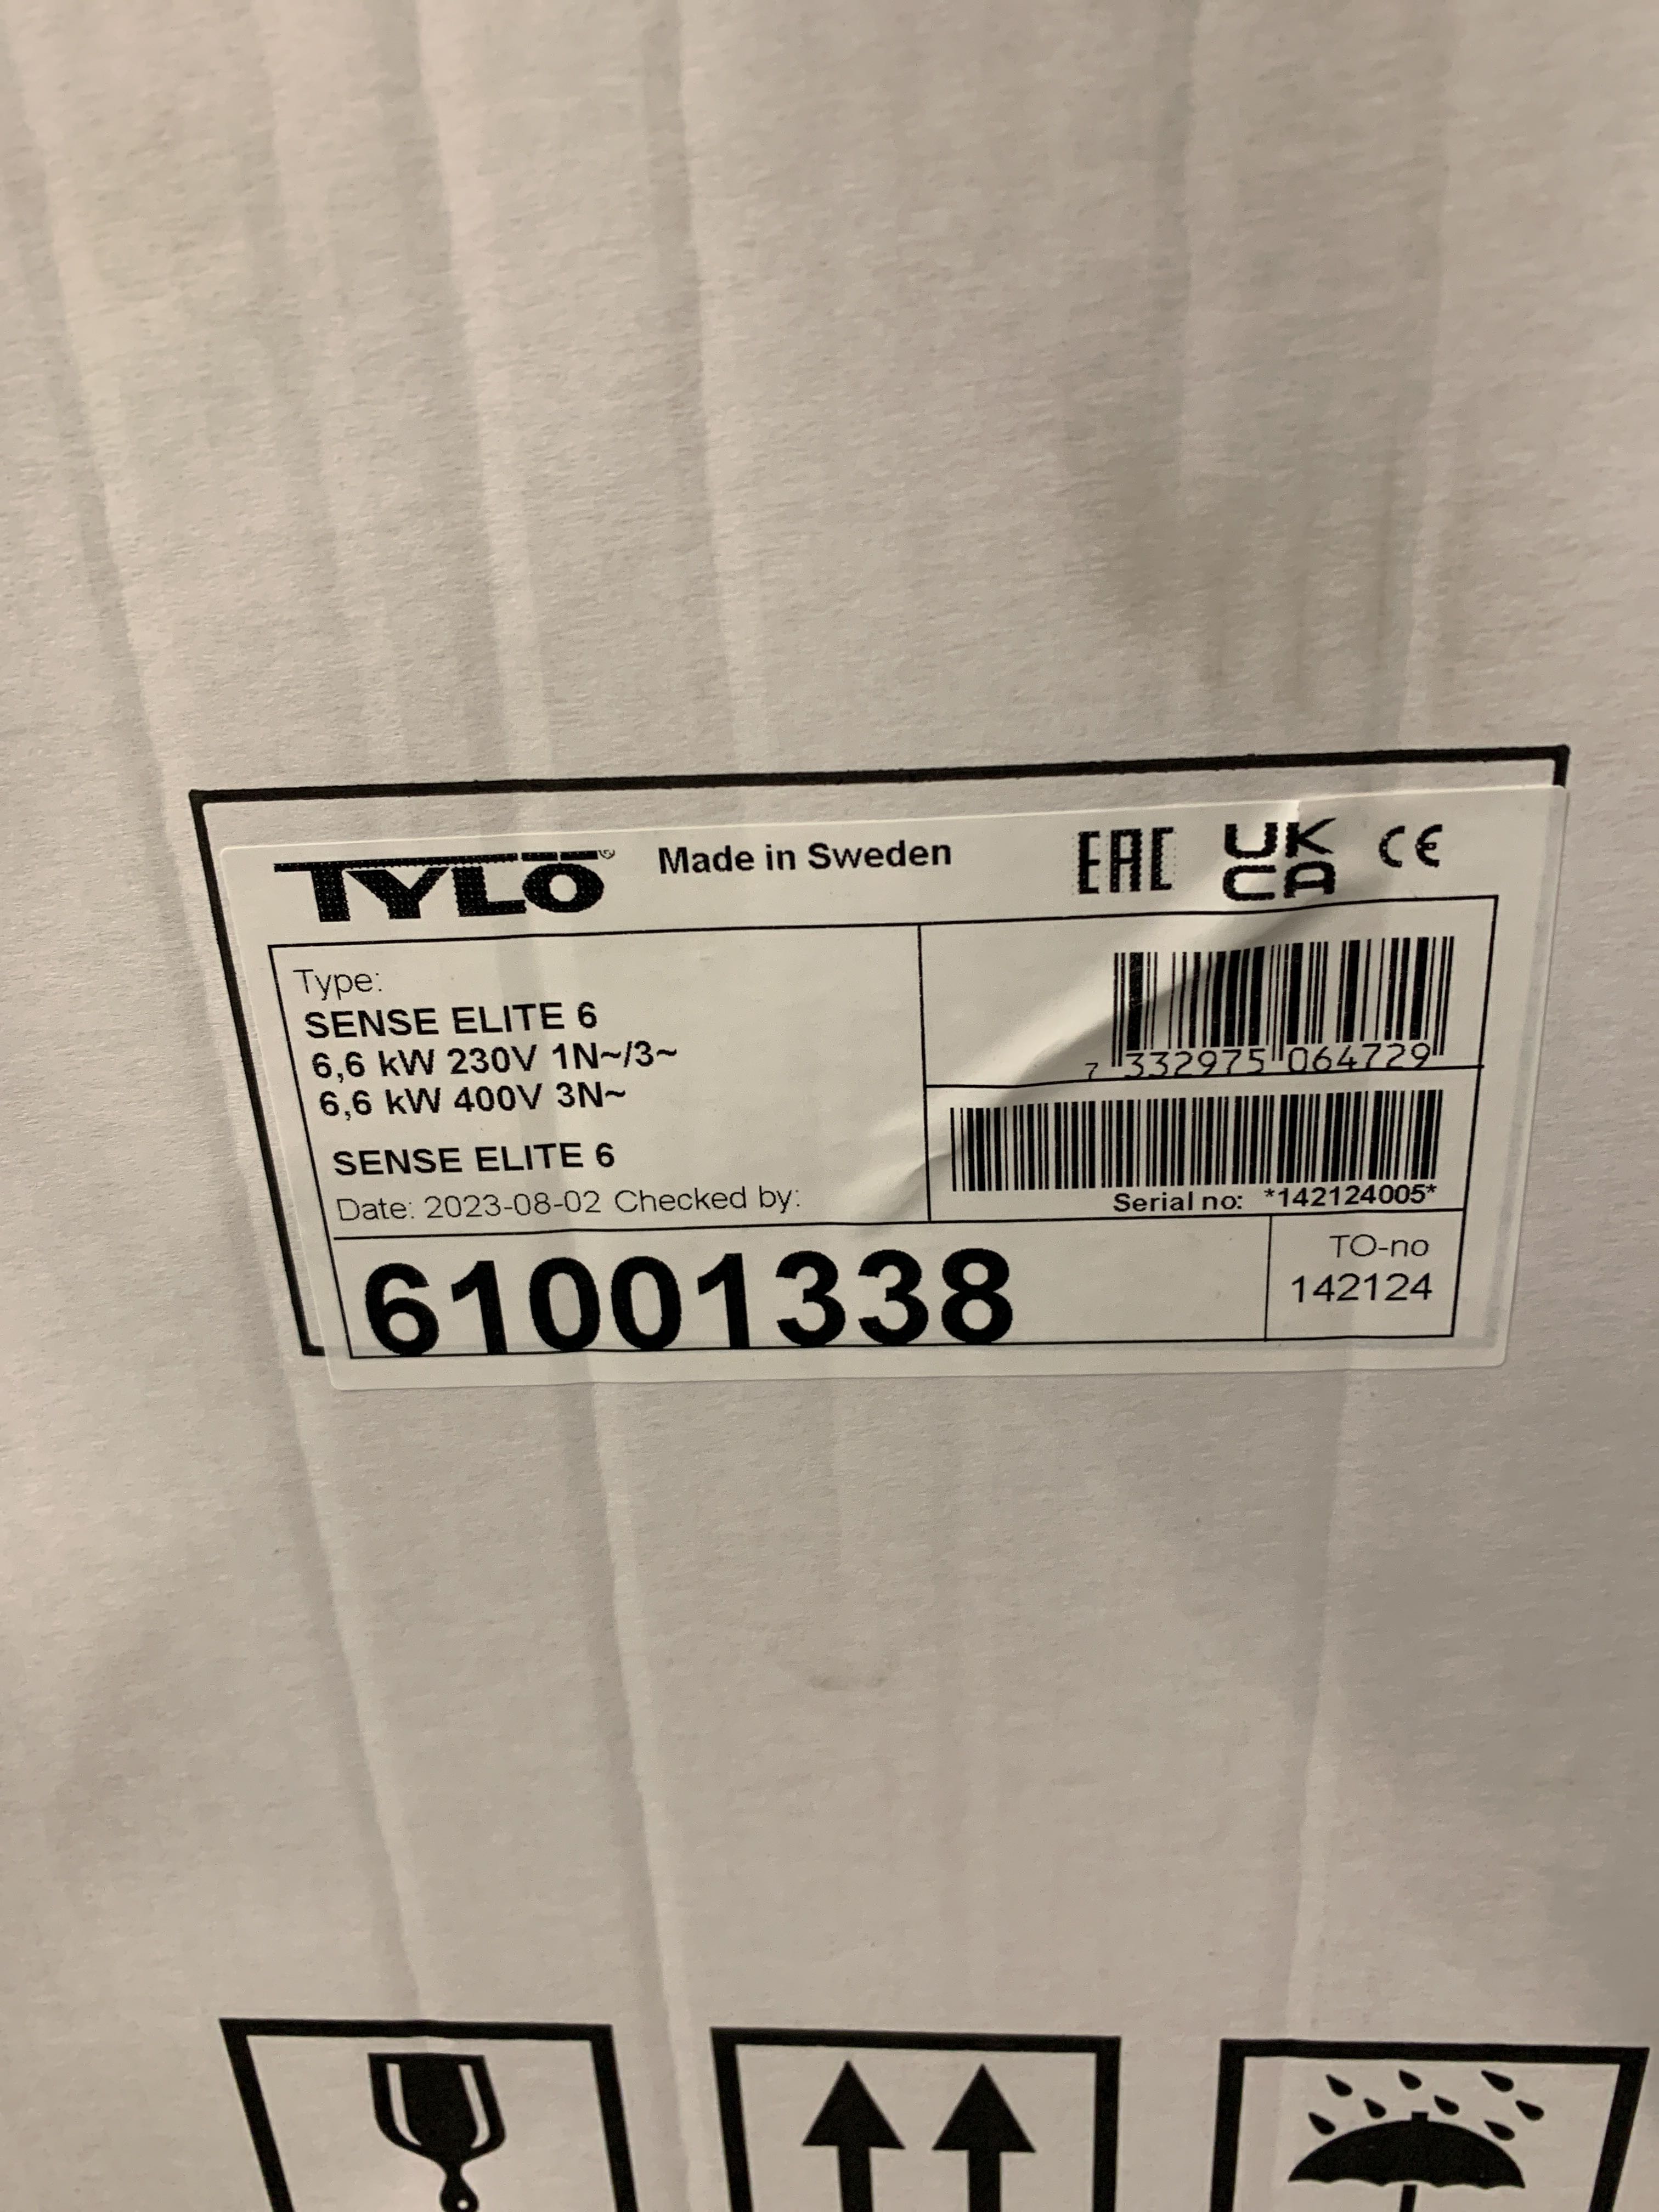 TYLÖ® Made in Sweden EAC UK CA CE
Type:
SENSE ELITE 6
6,6 kW 230V 1N~/3~
6,6 kW 400V 3N~
SENSE ELITE 6
Date: 2023-08-02 Checked by:
7 332975 064729
Serial no: *142124005*
61001338
TO-no
142124